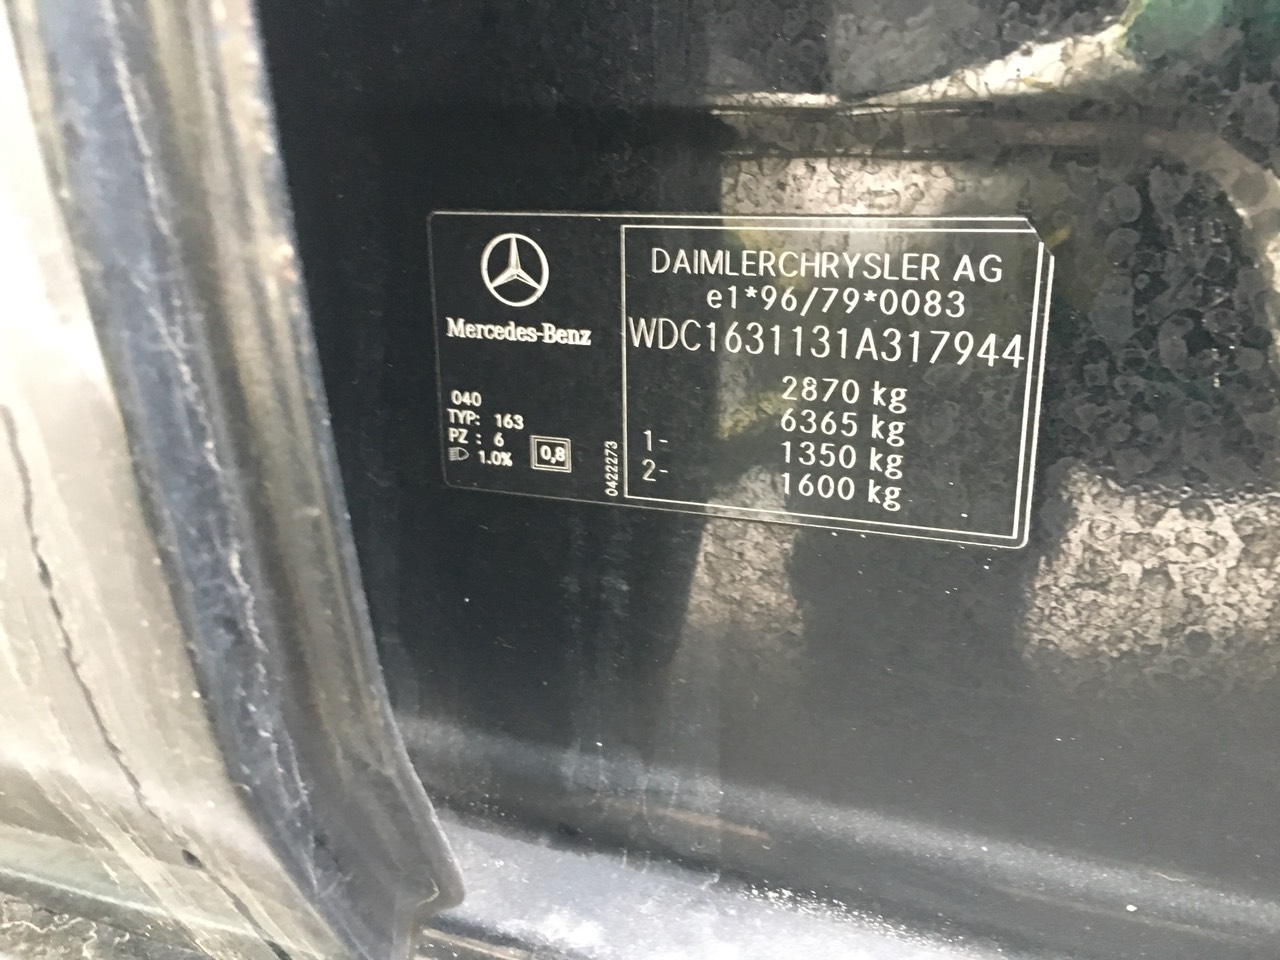 Mercedes-Benz
040
TYP: 163
PZ : 6
1.0%
0,8
0422273
DAIMLERCHRYSLER AG
e1*96/79*0083
WDC1631131A317944
2870 kg
6365 kg
1- 1350 kg
2- 1600 kg